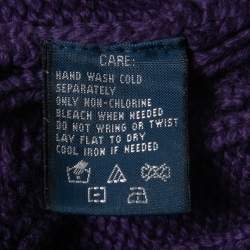 CARE:
HAND WASH COLD
SEPARATELY
ONLY NON-CHLORINE
BLEACH WHEN NEEDED
DO NOT WRING OR TWIST
LAY FLAT TO DRY
COOL IRON IF NEEDED